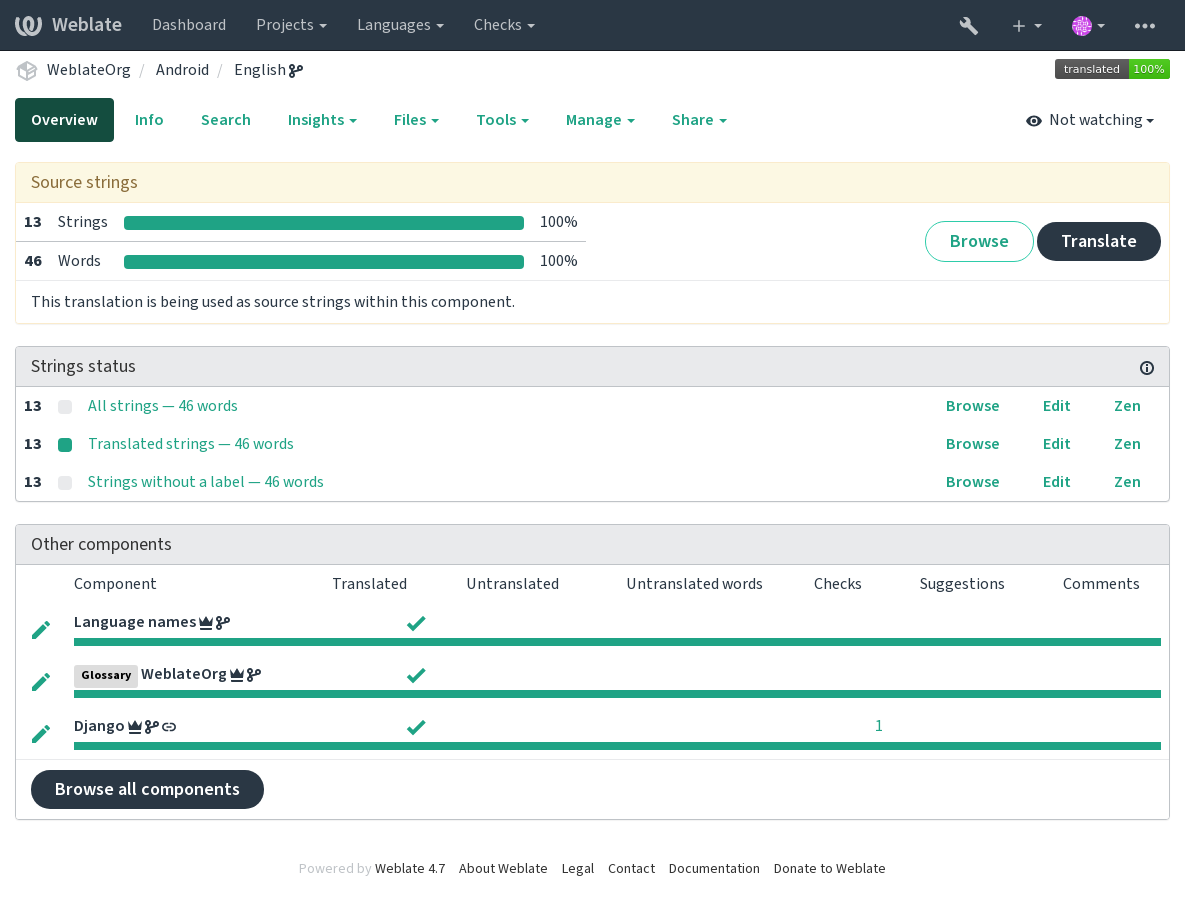 Weblate Dashboard Projects Languages Checks
WeblateOrg / Android / English translated 100%
Overview Info Search Insights Files Tools Manage Share Not watching
Source strings
13 Strings 100%
Browse Translate
46 Words 100%
This translation is being used as source strings within this component.
Strings status
13 All strings — 46 words Browse Edit Zen
13 Translated strings — 46 words Browse Edit Zen
13 Strings without a label — 46 words Browse Edit Zen
Other components
Component Translated Untranslated Untranslated words Checks Suggestions Comments
Language names
Glossary WeblateOrg
Django 1
Browse all components
Powered by Weblate 4.7 About Weblate Legal Contact Documentation Donate to Weblate